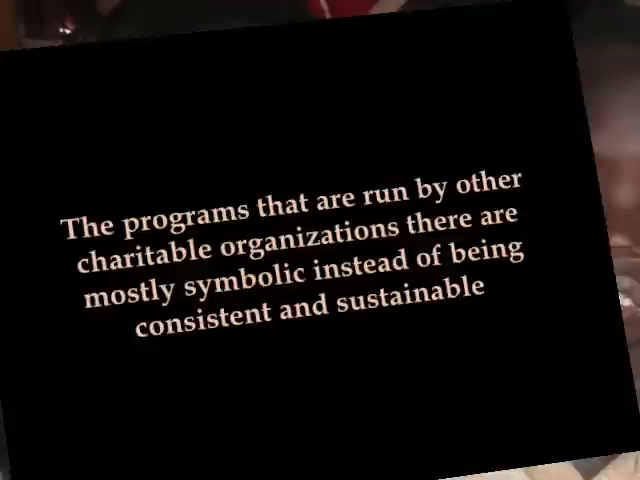 The programs that are run by other
charitable organizations there are
mostly symbolic instead of being
consistent and sustainable